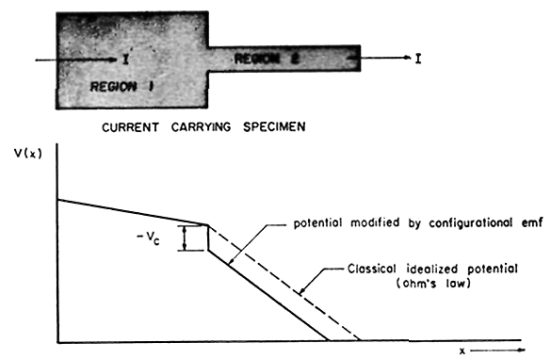 I
REGION 2
I
REGION 1
CURRENT CARRYING SPECIMEN
V(x)
potential modified by configurational emf
-Vc
Classical idealized potential
(ohm's law)
x